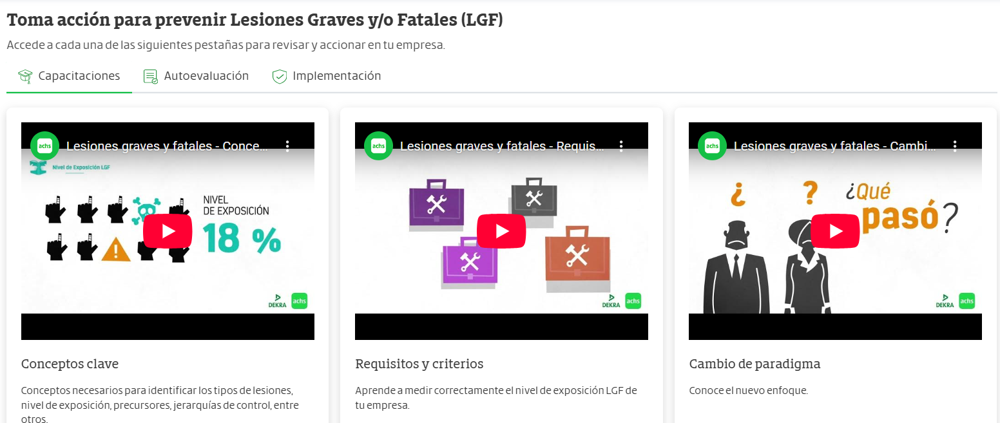 Toma acción para prevenir Lesiones Graves y/o Fatales (LGF)
Accede a cada una de las siguientes pestañas para revisar y accionar en tu empresa.
Capacitaciones
Autoevaluación
Implementación
achs
Lesiones graves y fatales - Conce...
Nivel de Exposición LGF
NIVEL
DE EXPOSICIÓN
18 %
DEKRA
achs
achs
Lesiones graves y fatales - Requis...
DEKRA
achs
achs
Lesiones graves y fatales - Cambi...
¿ ?
¿Qué
pasó?
DEKRA
achs
Conceptos clave
Conceptos necesarios para identificar los tipos de lesiones,
nivel de exposición, precursores, jerarquías de control, entre
otros.
Requisitos y criterios
Aprende a medir correctamente el nivel de exposición LGF de
tu empresa.
Cambio de paradigma
Conoce el nuevo enfoque.